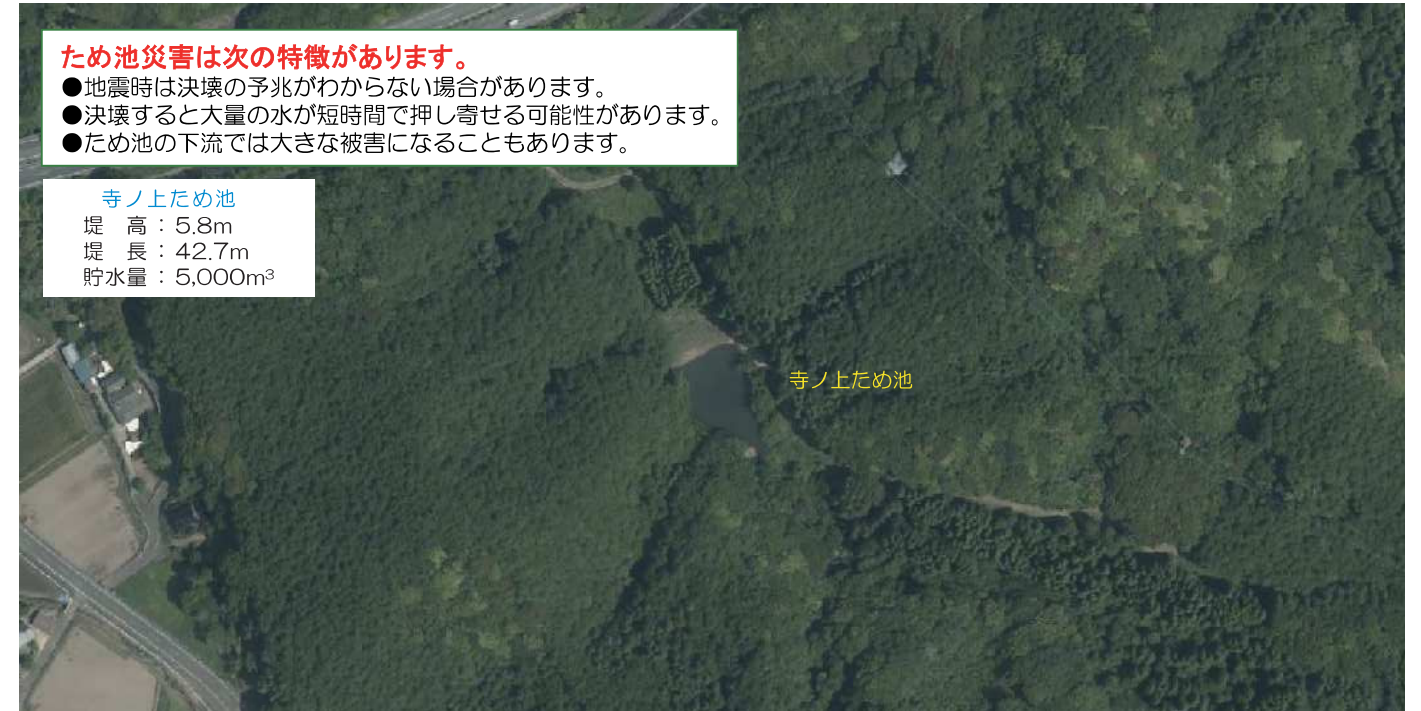 ため池災害は次の特徴があります。
●地震時は決壊の予兆がわからない場合があります。
●決壊すると大量の水が短時間で押し寄せる可能性があります。
●ため池の下流では大きな被害になることもあります。
寺ノ上ため池
堤　高：5.8m
堤　長：42.7m
貯水量：5,000m³
寺ノ上ため池